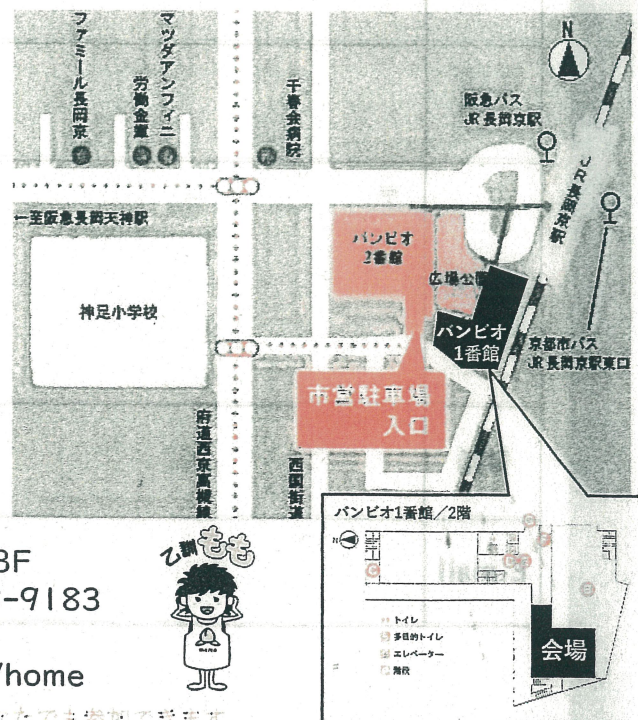 ファミール長岡京
労働金庫
マツダアンフィニ
千春会病院
N
阪急バス
JR長岡京駅
JR長岡京駅
←至阪急長岡天神駅
バンビオ
2番館
広場公園
神足小学校
バンビオ
1番館
京都市バス
JR長岡京駅東口
市営駐車場
入口
府道西京高槻線
西国街道
バンビオ1番館/2階
N
トイレ
多目的トイレ
エレベーター
階段
会場
乙訓もも
momo
3F
-9183
/home